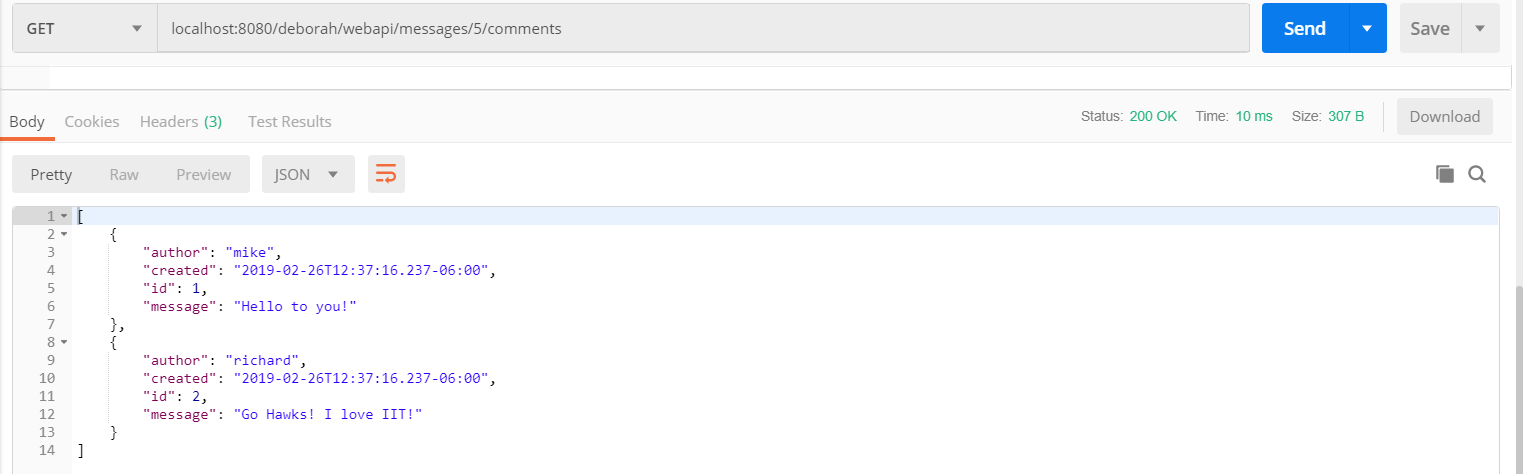 GET localhost:8080/deborah/webapi/messages/5/comments Send Save
Body Cookies Headers (3) Test Results Status: 200 OK Time: 10 ms Size: 307 B Download
Pretty Raw Preview JSON
1 [
2 {
3 "author": "mike",
4 "created": "2019-02-26T12:37:16.237-06:00",
5 "id": 1,
6 "message": "Hello to you!"
7 },
8 {
9 "author": "richard",
10 "created": "2019-02-26T12:37:16.237-06:00",
11 "id": 2,
12 "message": "Go Hawks! I love IIT!"
13 }
14 ]